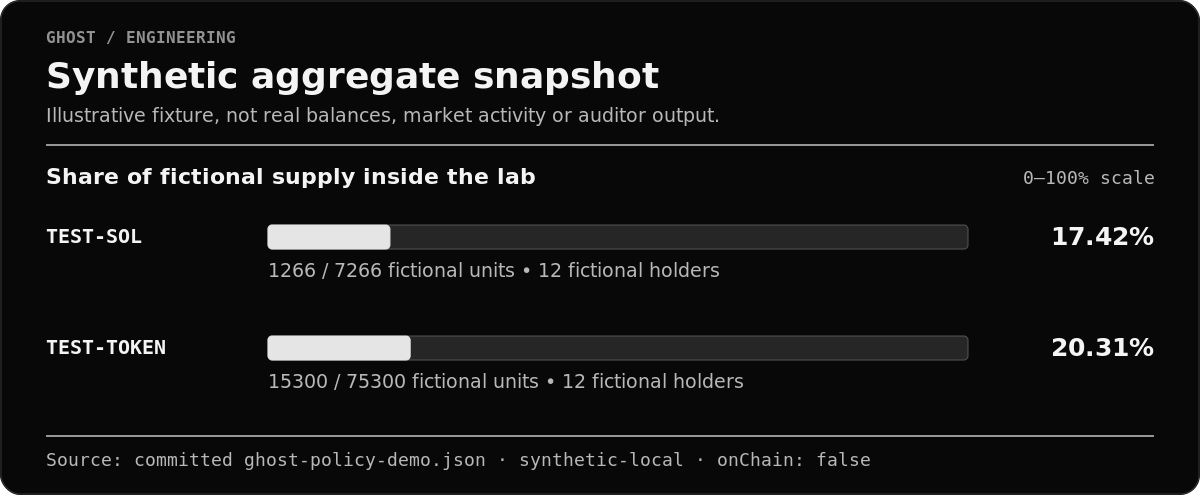 GHOST / ENGINEERING
Synthetic aggregate snapshot
Illustrative fixture, not real balances, market activity or auditor output.
Share of fictional supply inside the lab
0–100% scale
TEST-SOL
17.42%
1266 / 7266 fictional units • 12 fictional holders
TEST-TOKEN
20.31%
15300 / 75300 fictional units • 12 fictional holders
Source: committed ghost-policy-demo.json · synthetic-local · onChain: false